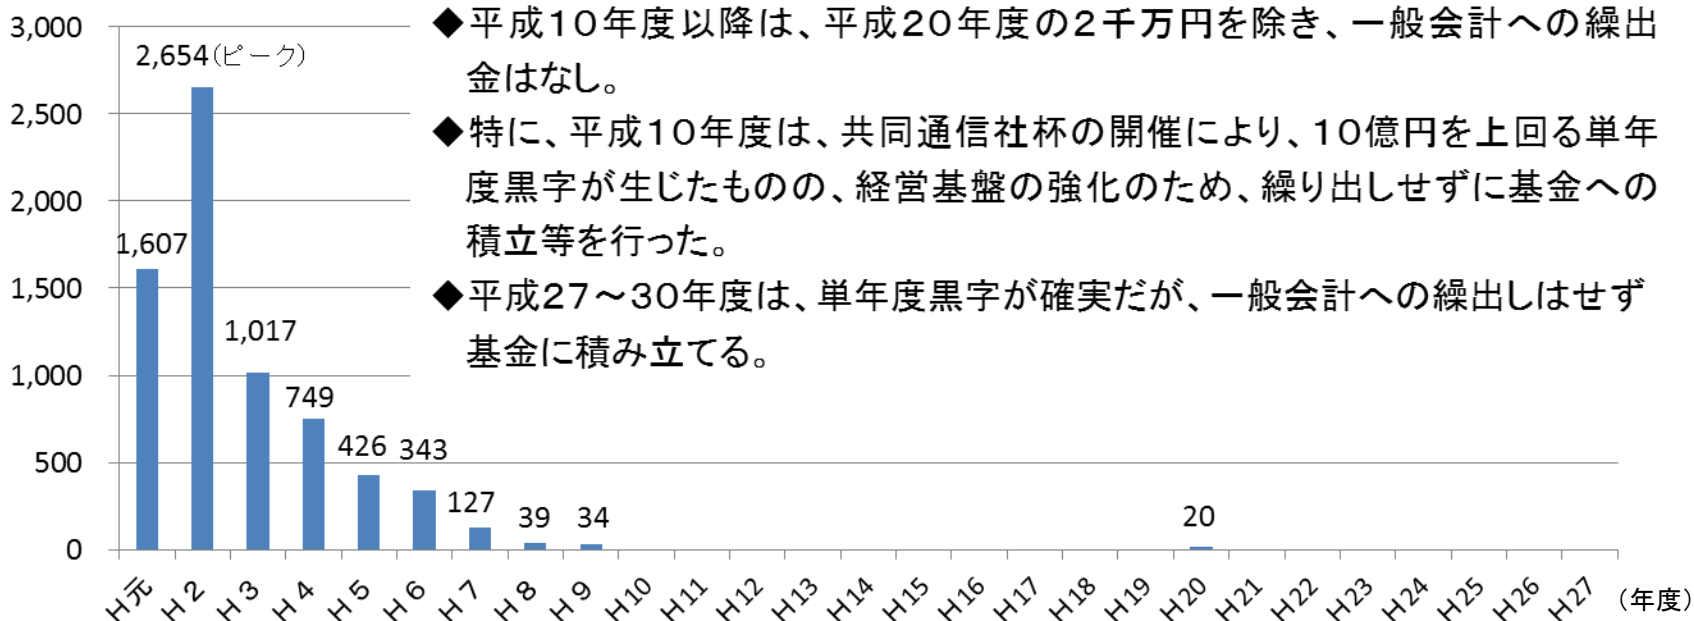 ◆平成10年度以降は、平成20年度の2千万円を除き、一般会計への繰出
金はなし。
◆特に、平成10年度は、共同通信社杯の開催により、10億円を上回る単年
度黒字が生じたものの、経営基盤の強化のため、繰り出しせずに基金への
積立等を行った。
◆平成27～30年度は、単年度黒字が確実だが、一般会計への繰出しはせず
基金に積み立てる。
3,000
2,500
2,000
1,500
1,000
500
0
1,607
2,654(ピーク)
1,017
749
426
343
127
39
34
20
H元
H2
H3
H4
H5
H6
H7
H8
H9
H10
H11
H12
H13
H14
H15
H16
H17
H18
H19
H20
H21
H22
H23
H24
H25
H26
H27
(年度)